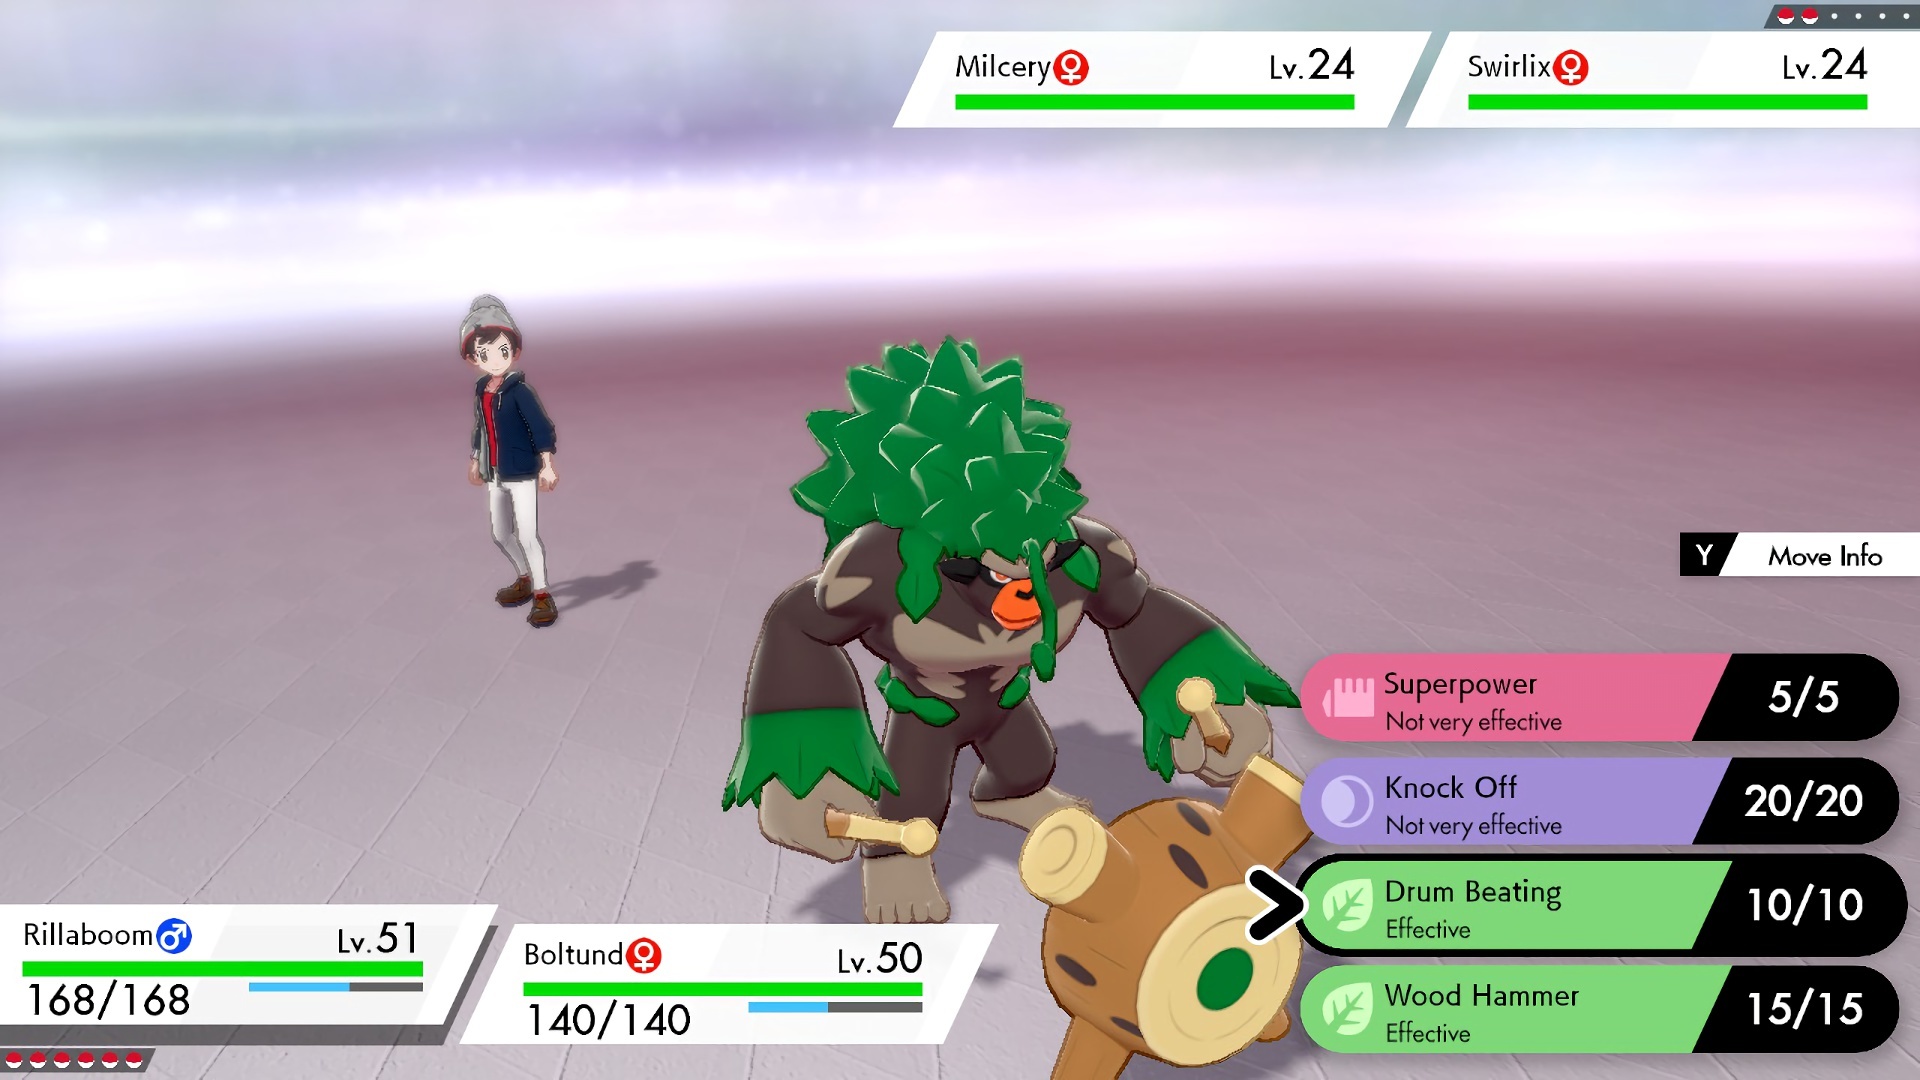 Milcery Lv.24
Swirlix Lv.24
Y Move Info
Superpower 5/5
Not very effective
Knock Off 20/20
Not very effective
Drum Beating 10/10
Effective
Wood Hammer 15/15
Effective
Rillaboom Lv.51
168/168
Boltund Lv.50
140/140